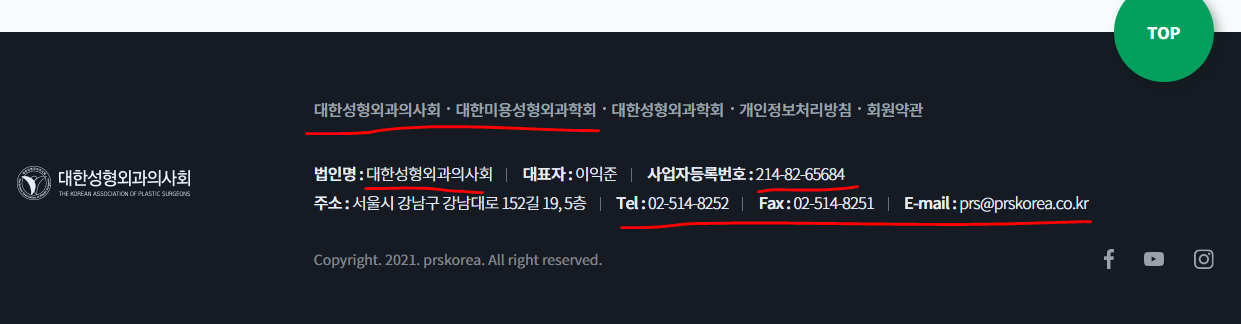 TOP
대한성형외과의사회 · 대한미용성형외과학회 · 대한성형외과학회 · 개인정보처리방침 · 회원약관
대한성형외과의사회
THE KOREAN ASSOCIATION OF PLASTIC SURGEONS
법인명 : 대한성형외과의사회 | 대표자 : 이익준 | 사업자등록번호 : 214-82-65684
주소 : 서울시 강남구 강남대로 152길 19, 5층 | Tel : 02-514-8252 | Fax : 02-514-8251 | E-mail : prs@prskorea.co.kr
Copyright. 2021. prskorea. All right reserved.